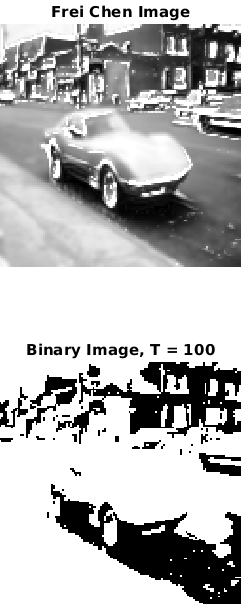 Frei Chen Image
Binary Image, T = 100